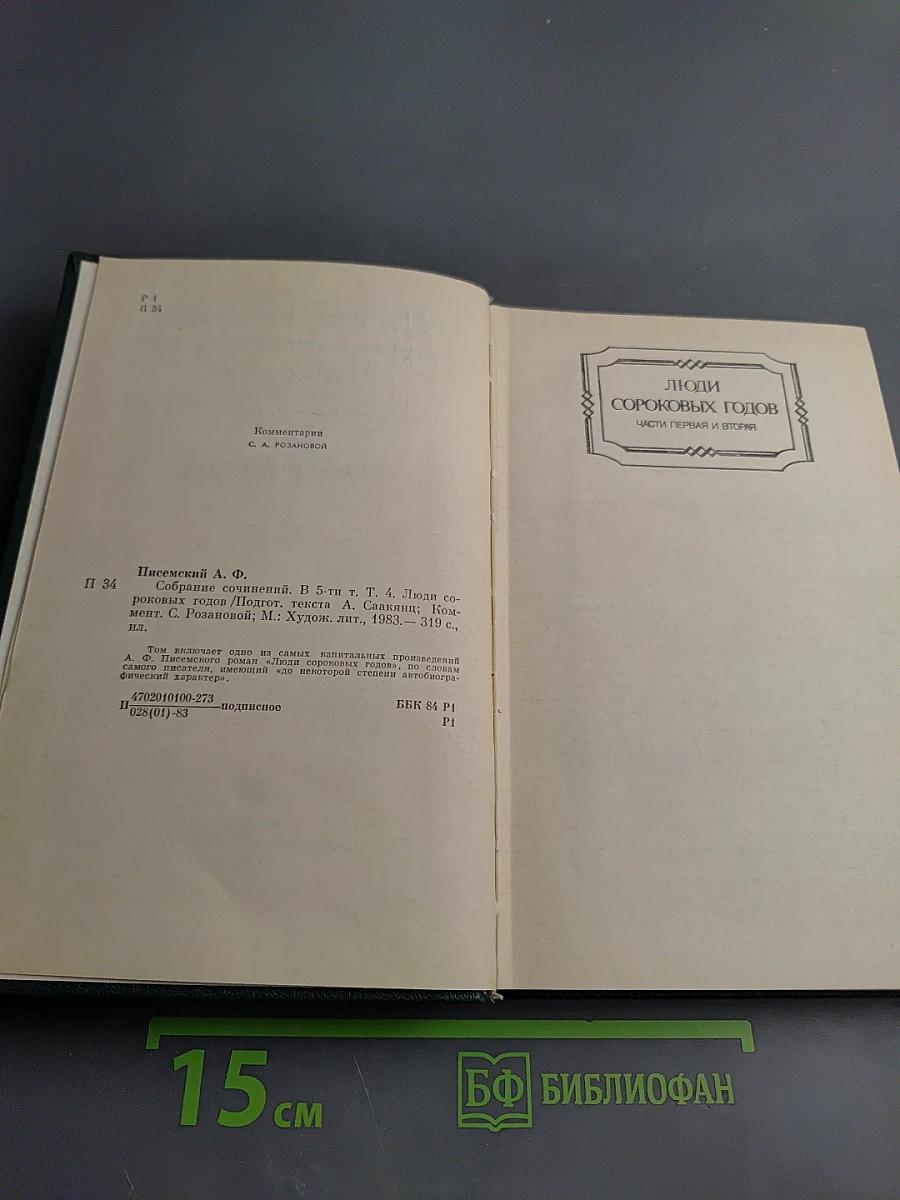 Р 1
П 34
Комментарии
С. А. РОЗАНОВОЙ
Писемский А. Ф.
П 34
Собрание сочинений. В 5-ти т. Т. 4. Люди со-
роковых годов /Подгот. текста А. Саакянц; Ком-
мент. С. Розановой; М.: Худож. лит., 1983.— 319 с.,
ил.
Том включает одно из самых капитальных произведений
А. Ф. Писемского роман «Люди сороковых годов», по словам
самого писателя, имеющий «до некоторой степени автобиогра-
фический характер».
П 4702010100-273 подписное
028(01)-83
ББК 84 Р1
Р1
ЛЮДИ
СОРОКОВЫХ ГОДОВ
ЧАСТИ ПЕРВАЯ И ВТОРАЯ
15 см
БФ БИБЛИОФАН